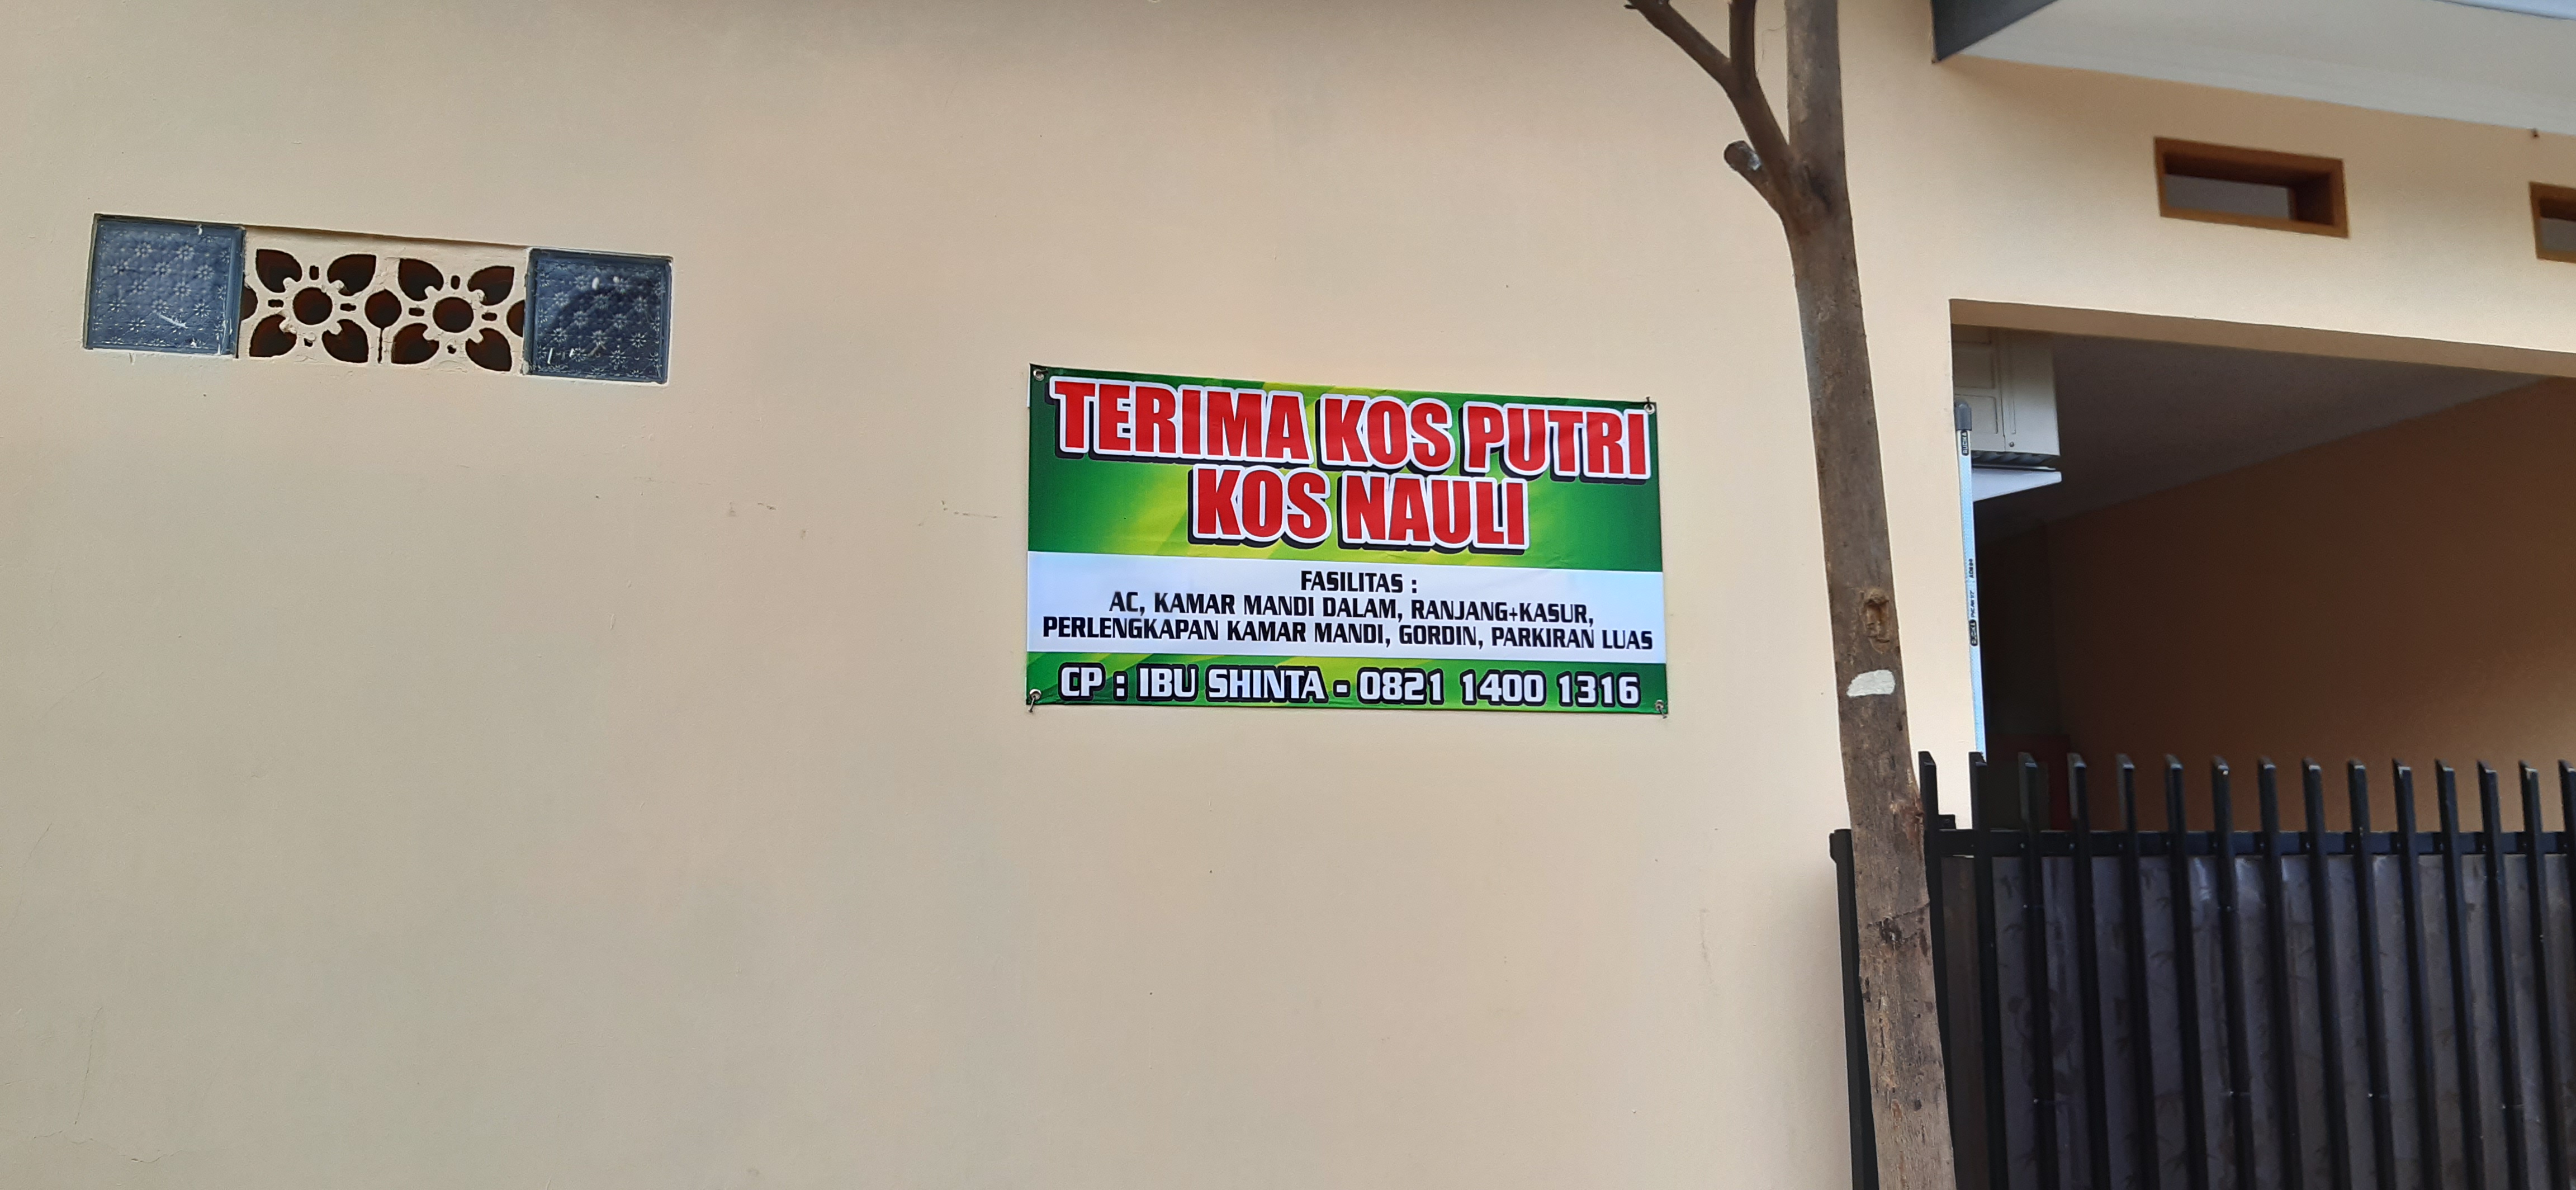 TERIMA KOS PUTRI
KOS NAULI
FASILITAS :
AC, KAMAR MANDI DALAM, RANJANG+KASUR,
PERLENGKAPAN KAMAR MANDI, GORDIN, PARKIRAN LUAS
CP : IBU SHINTA - 0821 1400 1316